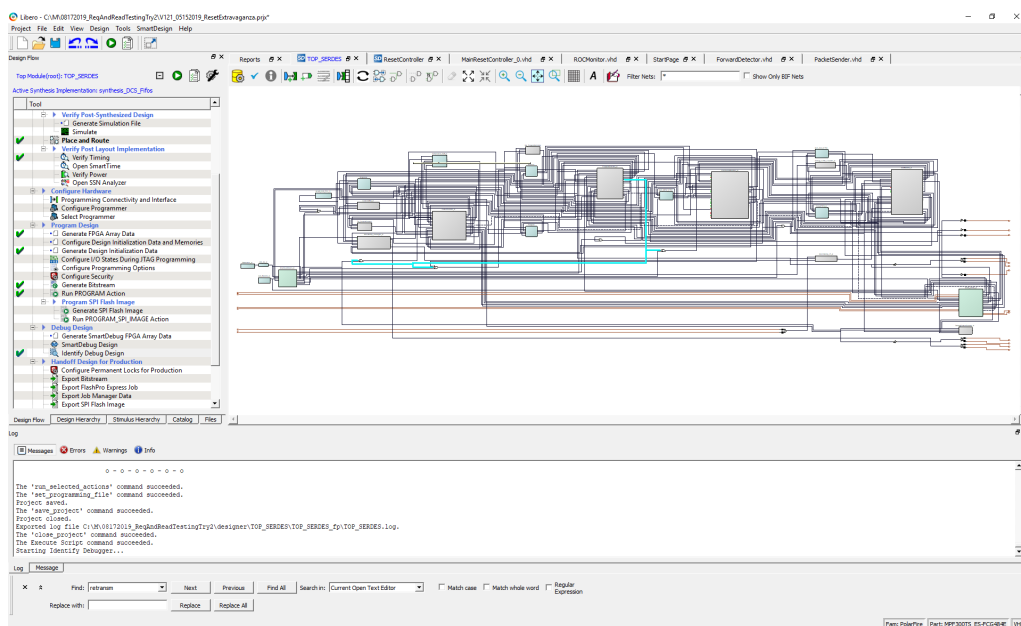 Libero - C:\M\08172019_ReqAndReadTestingTry2\V121_05152019_ResetExtravaganza.prjx*
Project File Edit View Design Tools SmartDesign Help
Design Flow
Reports TOP_SERDES ResetController MainResetController_0.vhd ROCMonitor.vhd StartPage ForwardDetector.vhd PacketSender.vhd
Top Module(root): TOP_SERDES
Filter Nets: * Show Only BIF Nets
Active Synthesis Implementation: synthesis_DCS_Fifos
Tool
Verify Post-Synthesized Design
Generate Simulation File
Simulate
Place and Route
Verify Post Layout Implementation
Verify Timing
Open SmartTime
Verify Power
Open SSN Analyzer
Configure Hardware
Programming Connectivity and Interface
Configure Programmer
Select Programmer
Program Design
Generate FPGA Array Data
Configure Design Initialization Data and Memories
Generate Design Initialization Data
Configure I/O States During JTAG Programming
Configure Programming Options
Configure Security
Generate Bitstream
Run PROGRAM Action
Program SPI Flash Image
Generate SPI Flash Image
Run PROGRAM_SPI_IMAGE Action
Debug Design
Generate SmartDebug FPGA Array Data
SmartDebug Design
Identify Debug Design
Handoff Design for Production
Configure Permanent Locks for Production
Export Bitstream
Export FlashPro Express Job
Export Job Manager Data
Export SPI Flash Image
Design Flow Design Hierarchy Stimulus Hierarchy Catalog Files
Log
Messages Errors Warnings Info
o - o - o - o - o - o
The 'run_selected_actions' command succeeded.
The 'set_programming_file' command succeeded.
Project saved.
The 'save_project' command succeeded.
Project closed.
Exported log file C:\M\08172019_ReqAndReadTestingTry2\designer\TOP_SERDES\TOP_SERDES_fp\TOP_SERDES.log.
The 'close_project' command succeeded.
The Execute Script command succeeded.
Starting Identify Debugger...
Log Message
Find: retransm Next Previous Find All Search in: Current Open Text Editor Match case Match whole word Regular Expression
Replace with: Replace Replace All
Fam: PolarFire Part: MPF300TS_ES-FCG484E VH